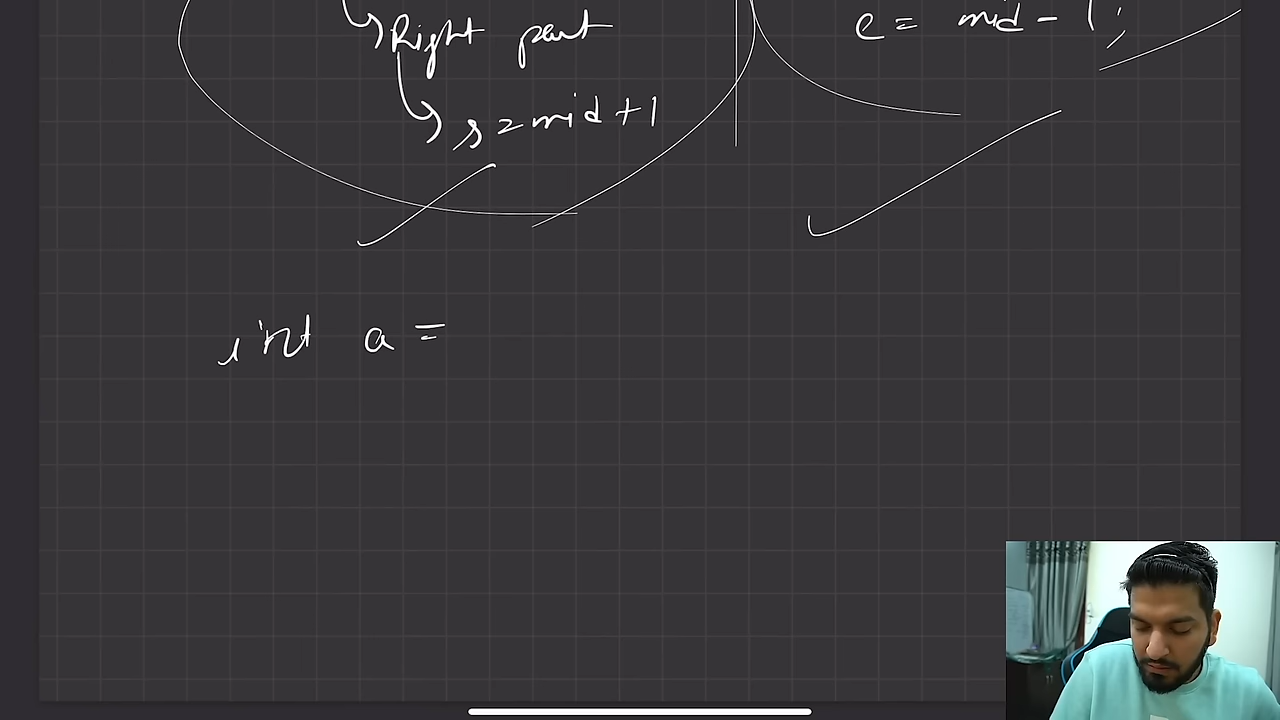 Right part
s = mid + 1
e = mid - 1;
int a =